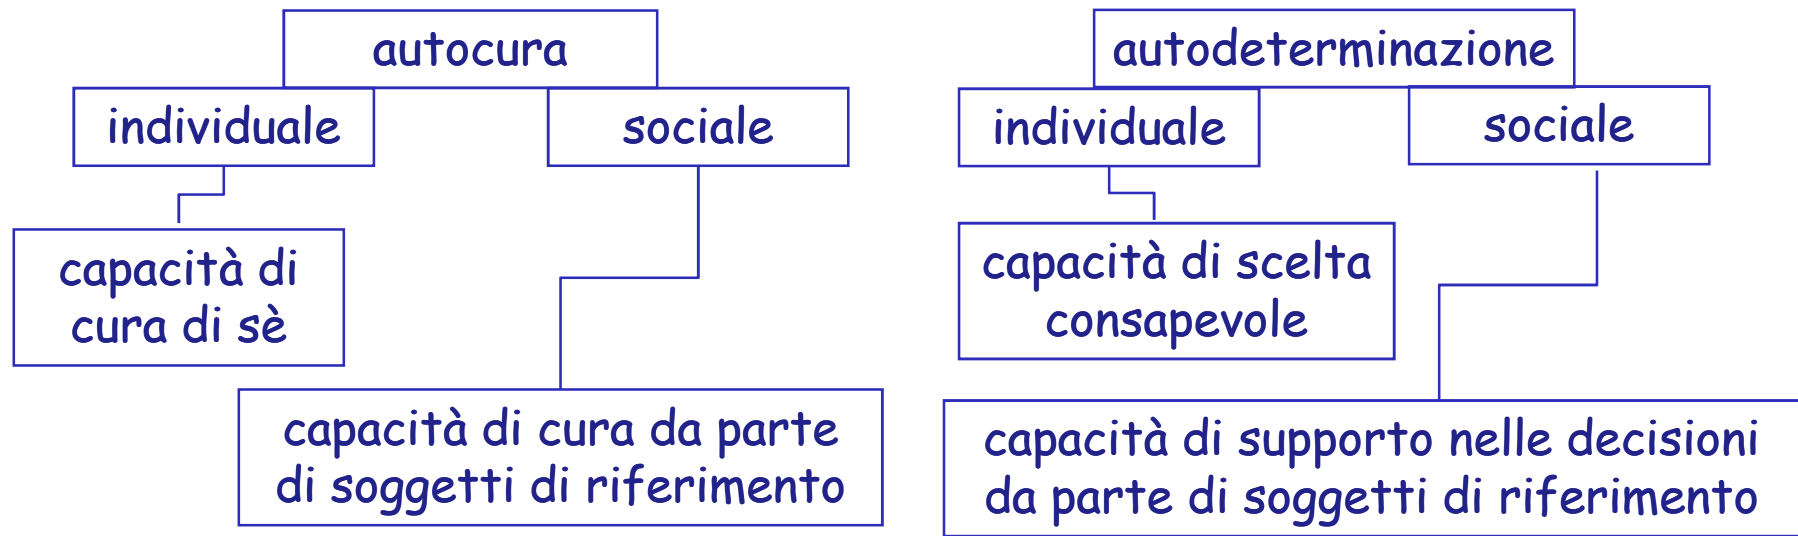 autocura
individuale
sociale
capacità di
cura di sè
capacità di cura da parte
di soggetti di riferimento
autodeterminazione
individuale
sociale
capacità di scelta
consapevole
capacità di supporto nelle decisioni
da parte di soggetti di riferimento